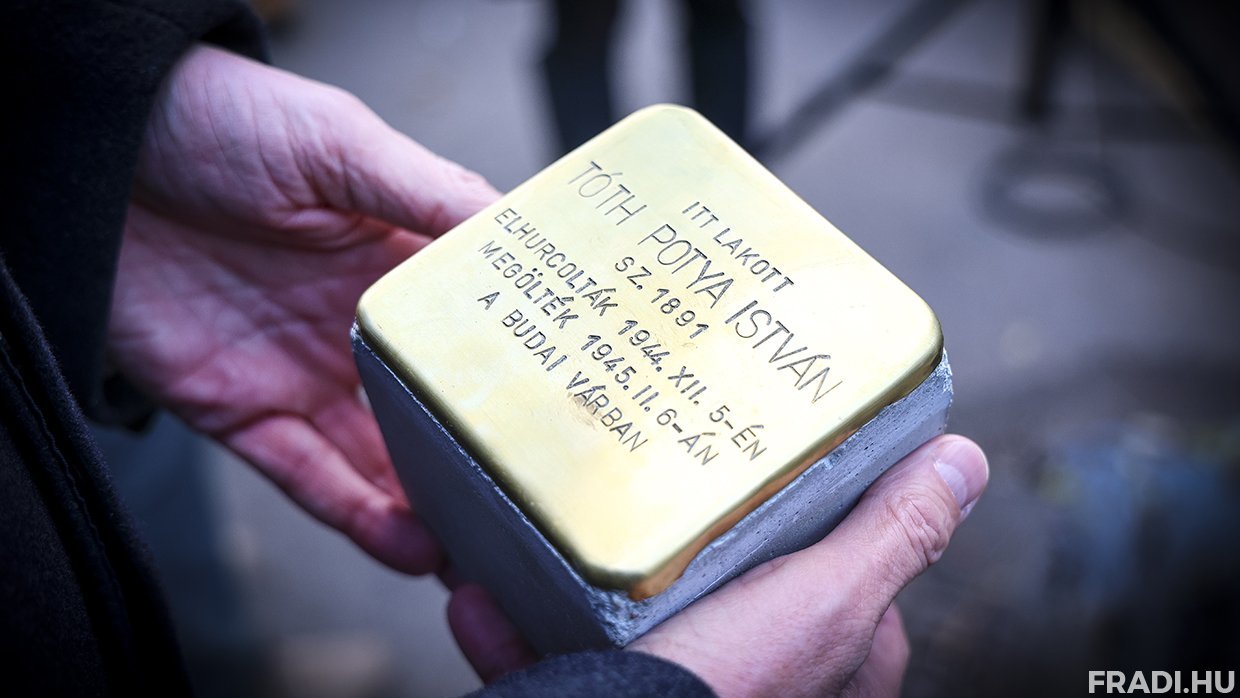 ITT LAKOTT
TÓTH POTYA ISTVÁN
SZ. 1891
ELHURCOLTÁK 1944. XII. 5-ÉN
MEGÖLTÉK 1945. II. 6-ÁN
A BUDAI VÁRBAN
FRADI.HU